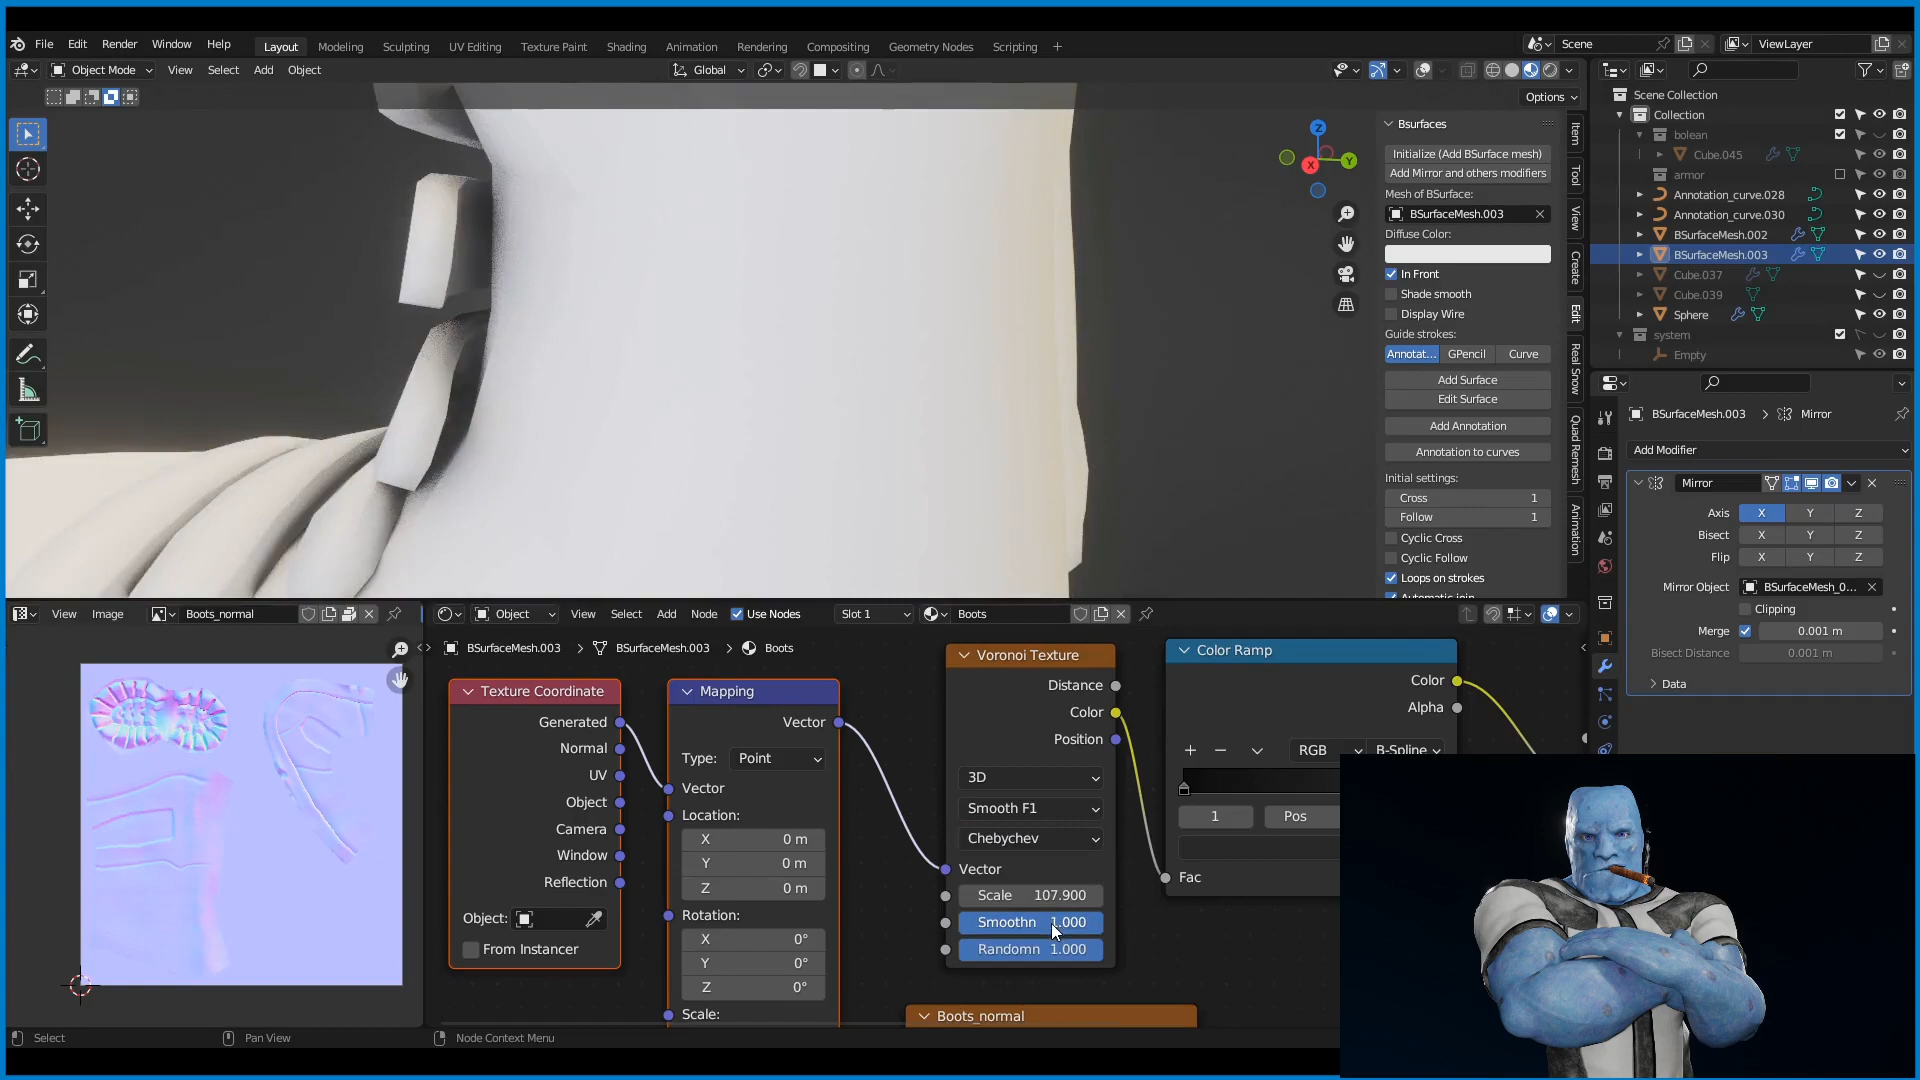 File Edit Render Window Help Layout Modeling Sculpting UV Editing Texture Paint Shading Animation Rendering Compositing Geometry Nodes Scripting + Scene ViewLayer
Object Mode View Select Add Object Global
Options
Bsurfaces
Initialize (Add BSurface mesh)
Add Mirror and others modifiers
Mesh of BSurface:
BSurfaceMesh.003
Diffuse Color:
In Front
Shade smooth
Display Wire
Guide strokes:
Annotat... GPencil Curve
Add Surface
Edit Surface
Add Annotation
Annotation to curves
Initial settings:
Cross 1
Follow 1
Cyclic Cross
Cyclic Follow
Loops on strokes
Z
Y
X
Item
Tool
View
Create
Edit
Real Snow
Quad Remesh
Animation
Scene Collection
Collection
bolean
Cube.045
armor
Annotation_curve.028
Annotation_curve.030
BSurfaceMesh.002
BSurfaceMesh.003
Cube.037
Cube.039
Sphere
system
Empty
BSurfaceMesh.003 > Mirror
Add Modifier
Mirror
Axis X Y Z
Bisect X Y Z
Flip X Y Z
Mirror Object BSurfaceMesh_0...
Clipping
Merge 0.001 m
Bisect Distance 0.001 m
Data
View Image Boots_normal
Object View Select Add Node Use Nodes Slot 1 Boots
BSurfaceMesh.003 > BSurfaceMesh.003 > Boots
Texture Coordinate
Generated
Normal
UV
Object
Camera
Window
Reflection
Object:
From Instancer
Mapping
Vector
Type: Point
Vector
Location:
X 0 m
Y 0 m
Z 0 m
Rotation:
X 0°
Y 0°
Z 0°
Scale:
Voronoi Texture
Distance
Color
Position
3D
Smooth F1
Chebychev
Vector
Scale 107.900
Smoothn 1.000
Randomn 1.000
Boots_normal
Color Ramp
Color
Alpha
+ − RGB B-Spline
1 Pos
Fac
Select Pan View Node Context Menu